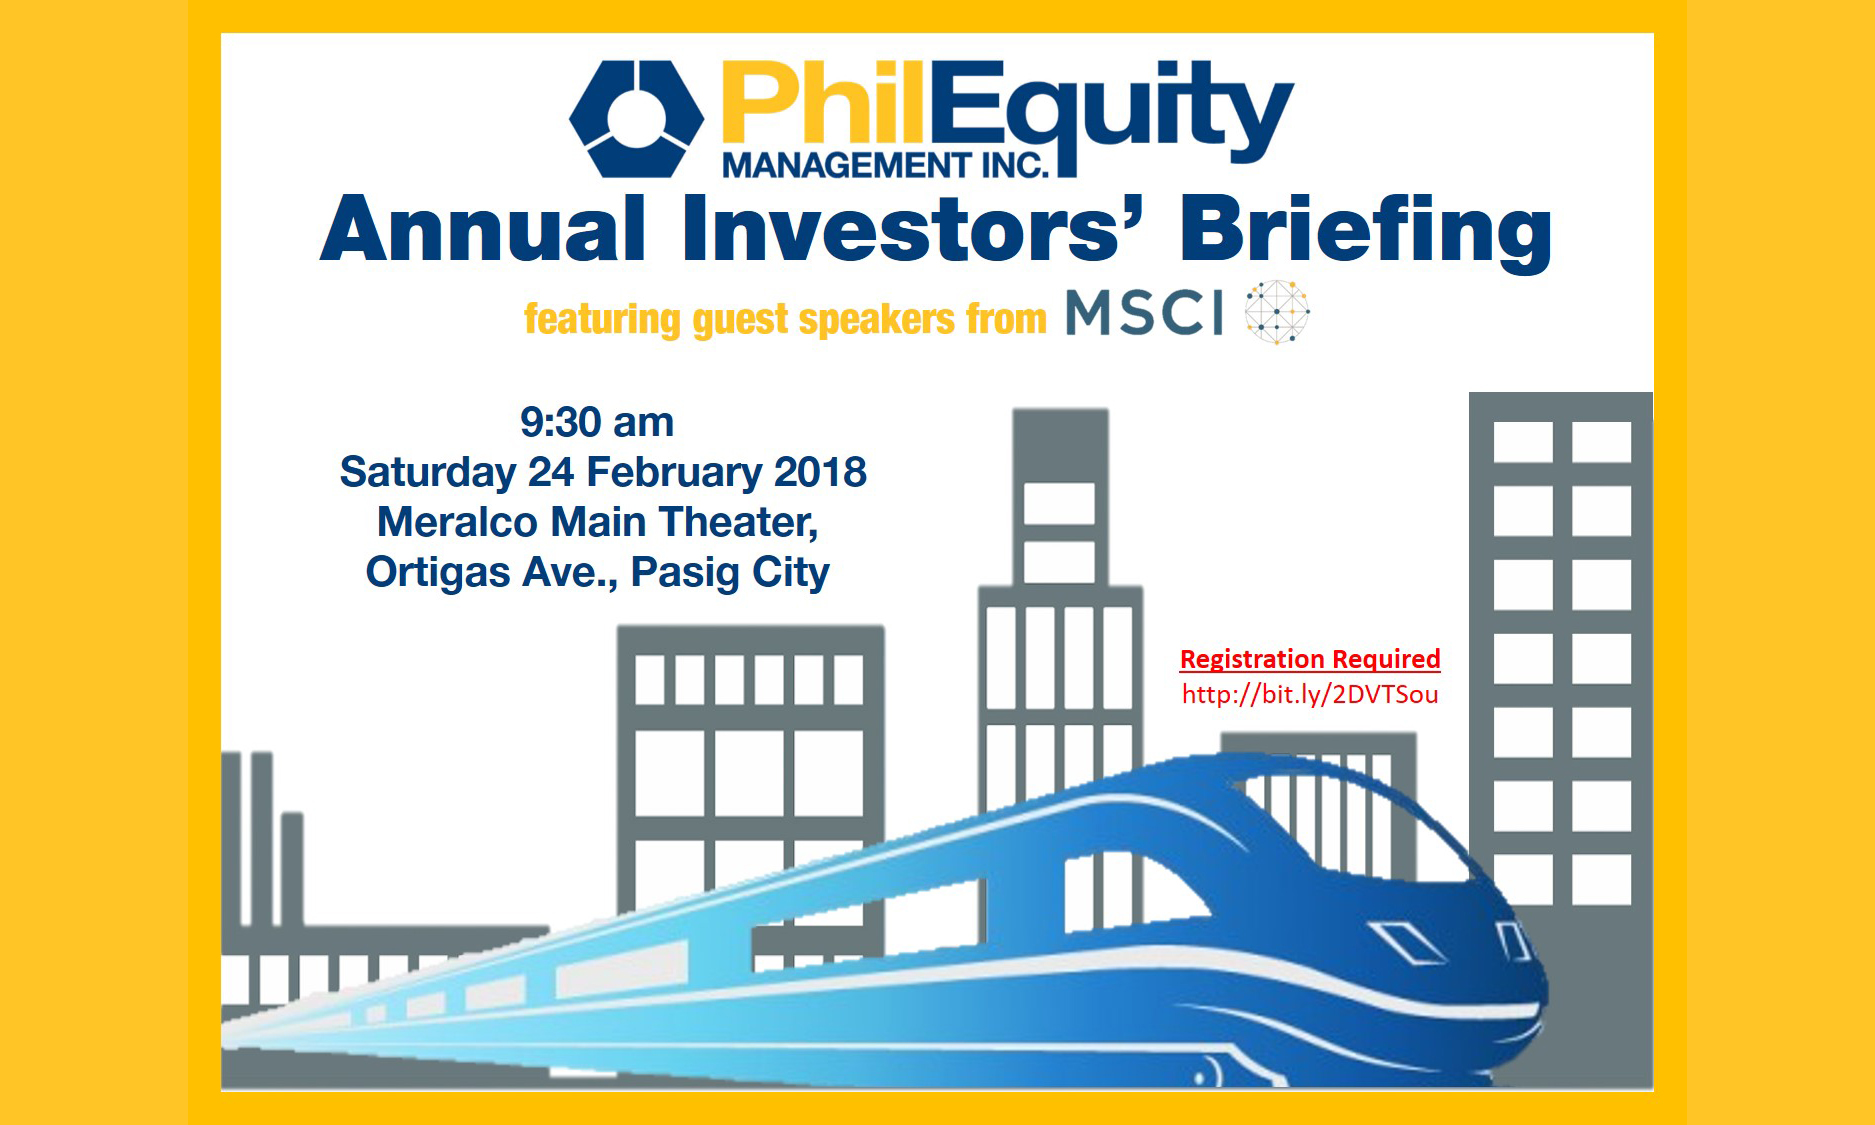 PhilEquity
MANAGEMENT INC.
Annual Investors’ Briefing
featuring guest speakers from MSCI
9:30 am
Saturday 24 February 2018
Meralco Main Theater,
Ortigas Ave., Pasig City
Registration Required
http://bit.ly/2DVTSou